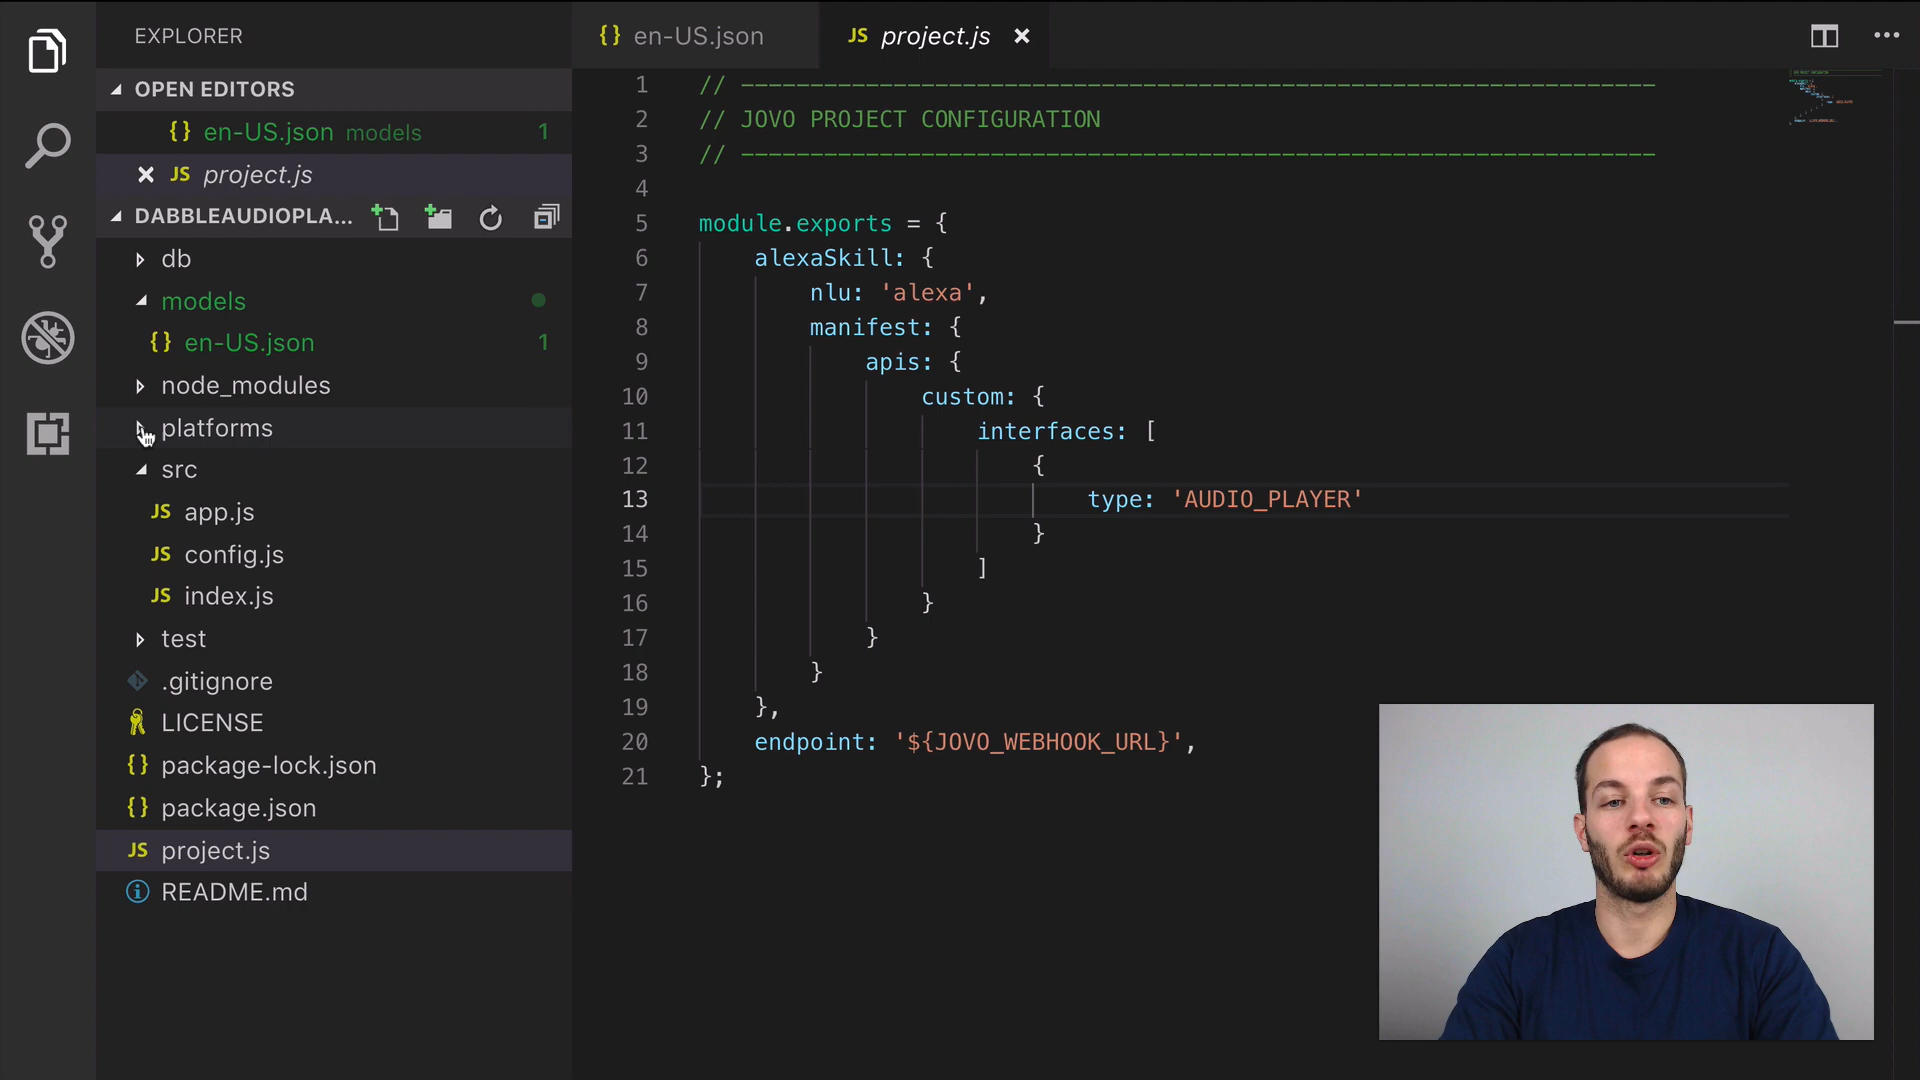 EXPLORER
OPEN EDITORS
{} en-US.json models 1
JS project.js
DABBLEAUDIOPLA...
db
models
{} en-US.json 1
node_modules
platforms
src
JS app.js
JS config.js
JS index.js
test
.gitignore
LICENSE
{} package-lock.json
{} package.json
JS project.js
README.md
{} en-US.json
JS project.js
1 // ------------------------------------------------------------------
2 // JOVO PROJECT CONFIGURATION
3 // ------------------------------------------------------------------
4
5 module.exports = {
6 alexaSkill: {
7 nlu: 'alexa',
8 manifest: {
9 apis: {
10 custom: {
11 interfaces: [
12 {
13 type: 'AUDIO_PLAYER'
14 }
15 ]
16 }
17 }
18 }
19 },
20 endpoint: '${JOVO_WEBHOOK_URL}',
21 };